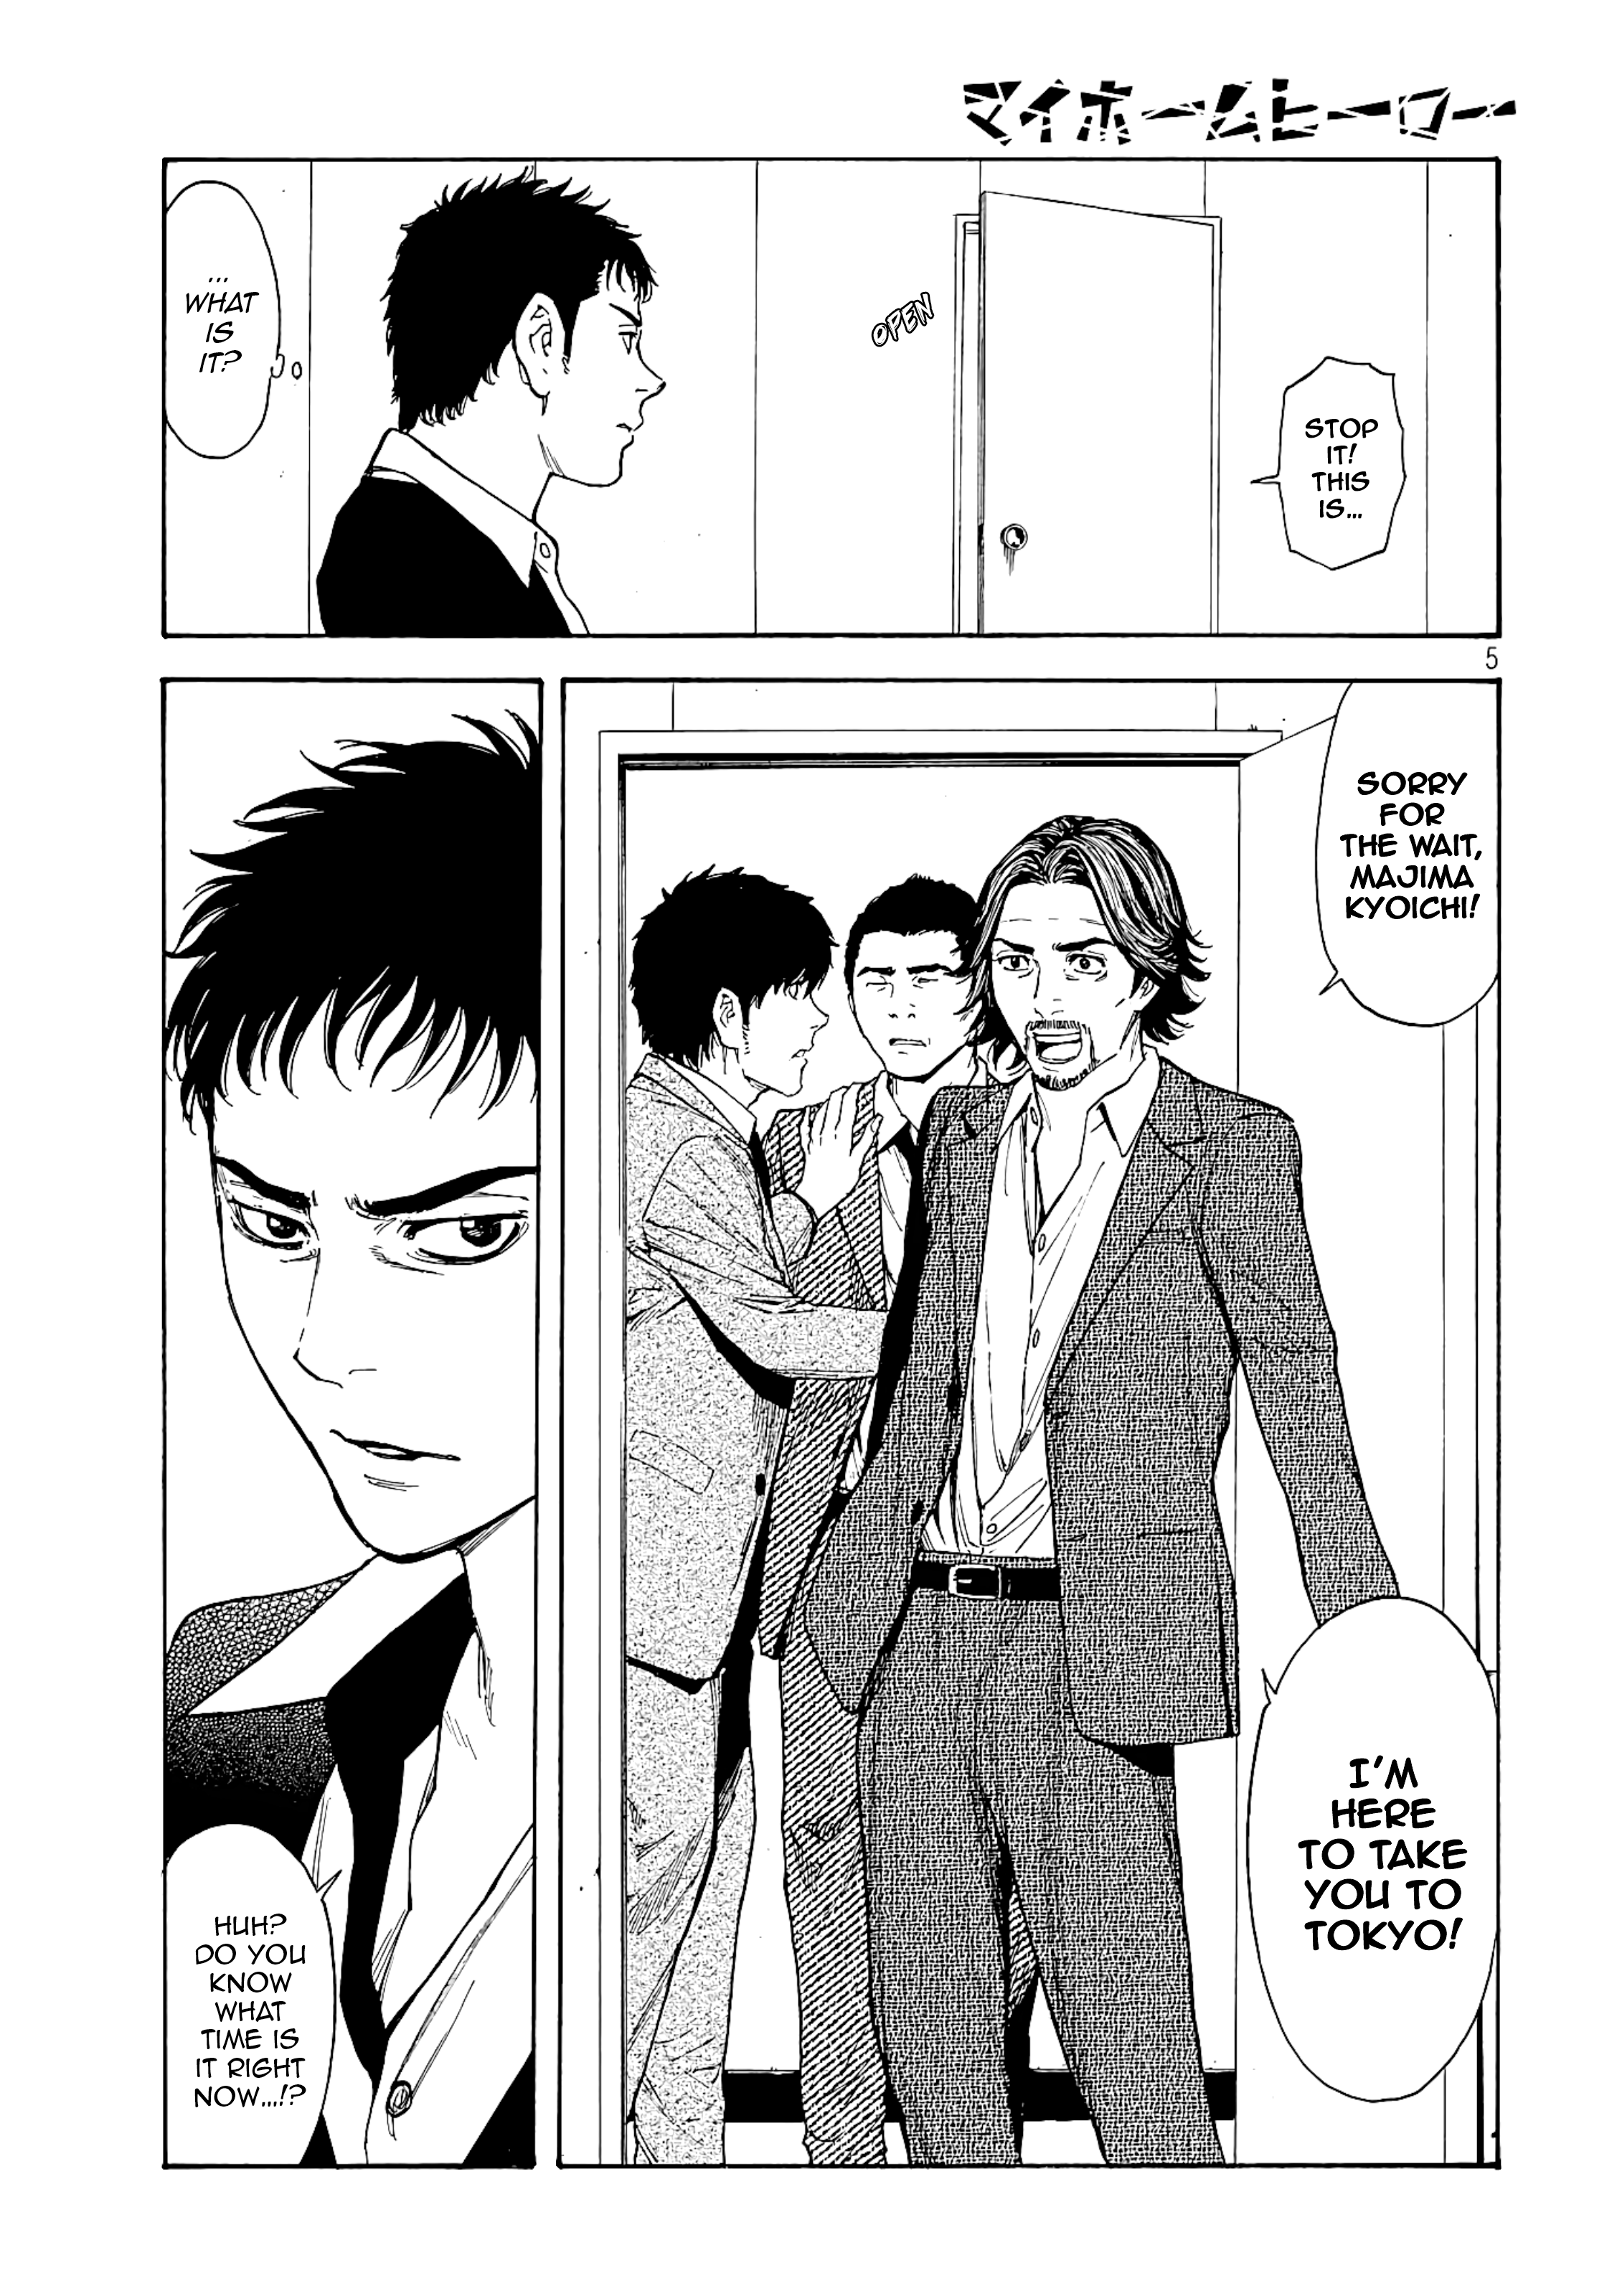 マイホームヒーロー
STOP
IT!
THIS
IS...
OPEN
...
WHAT
IS
IT?
5
SORRY
FOR
THE WAIT,
MAJIMA
KYOICHI!
I'M
HERE
TO TAKE
YOU TO
TOKYO!
HUH?
DO YOU
KNOW
WHAT
TIME IS
IT RIGHT
NOW...!?